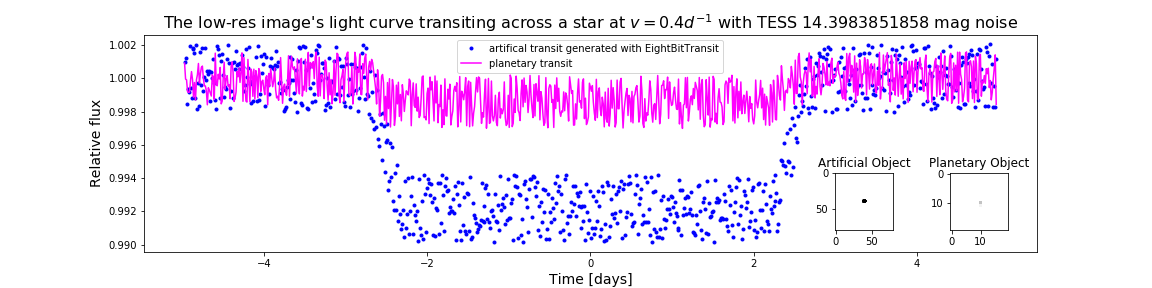 The low-res image's light curve transiting across a star at v = 0.4d⁻¹ with TESS 14.3983851858 mag noise
artifical transit generated with EightBitTransit
planetary transit
Relative flux
1.002
1.000
0.998
0.996
0.994
0.992
0.990
Artificial Object
Planetary Object
0
50
0
50
0
10
0
10
−4
−2
0
2
4
Time [days]